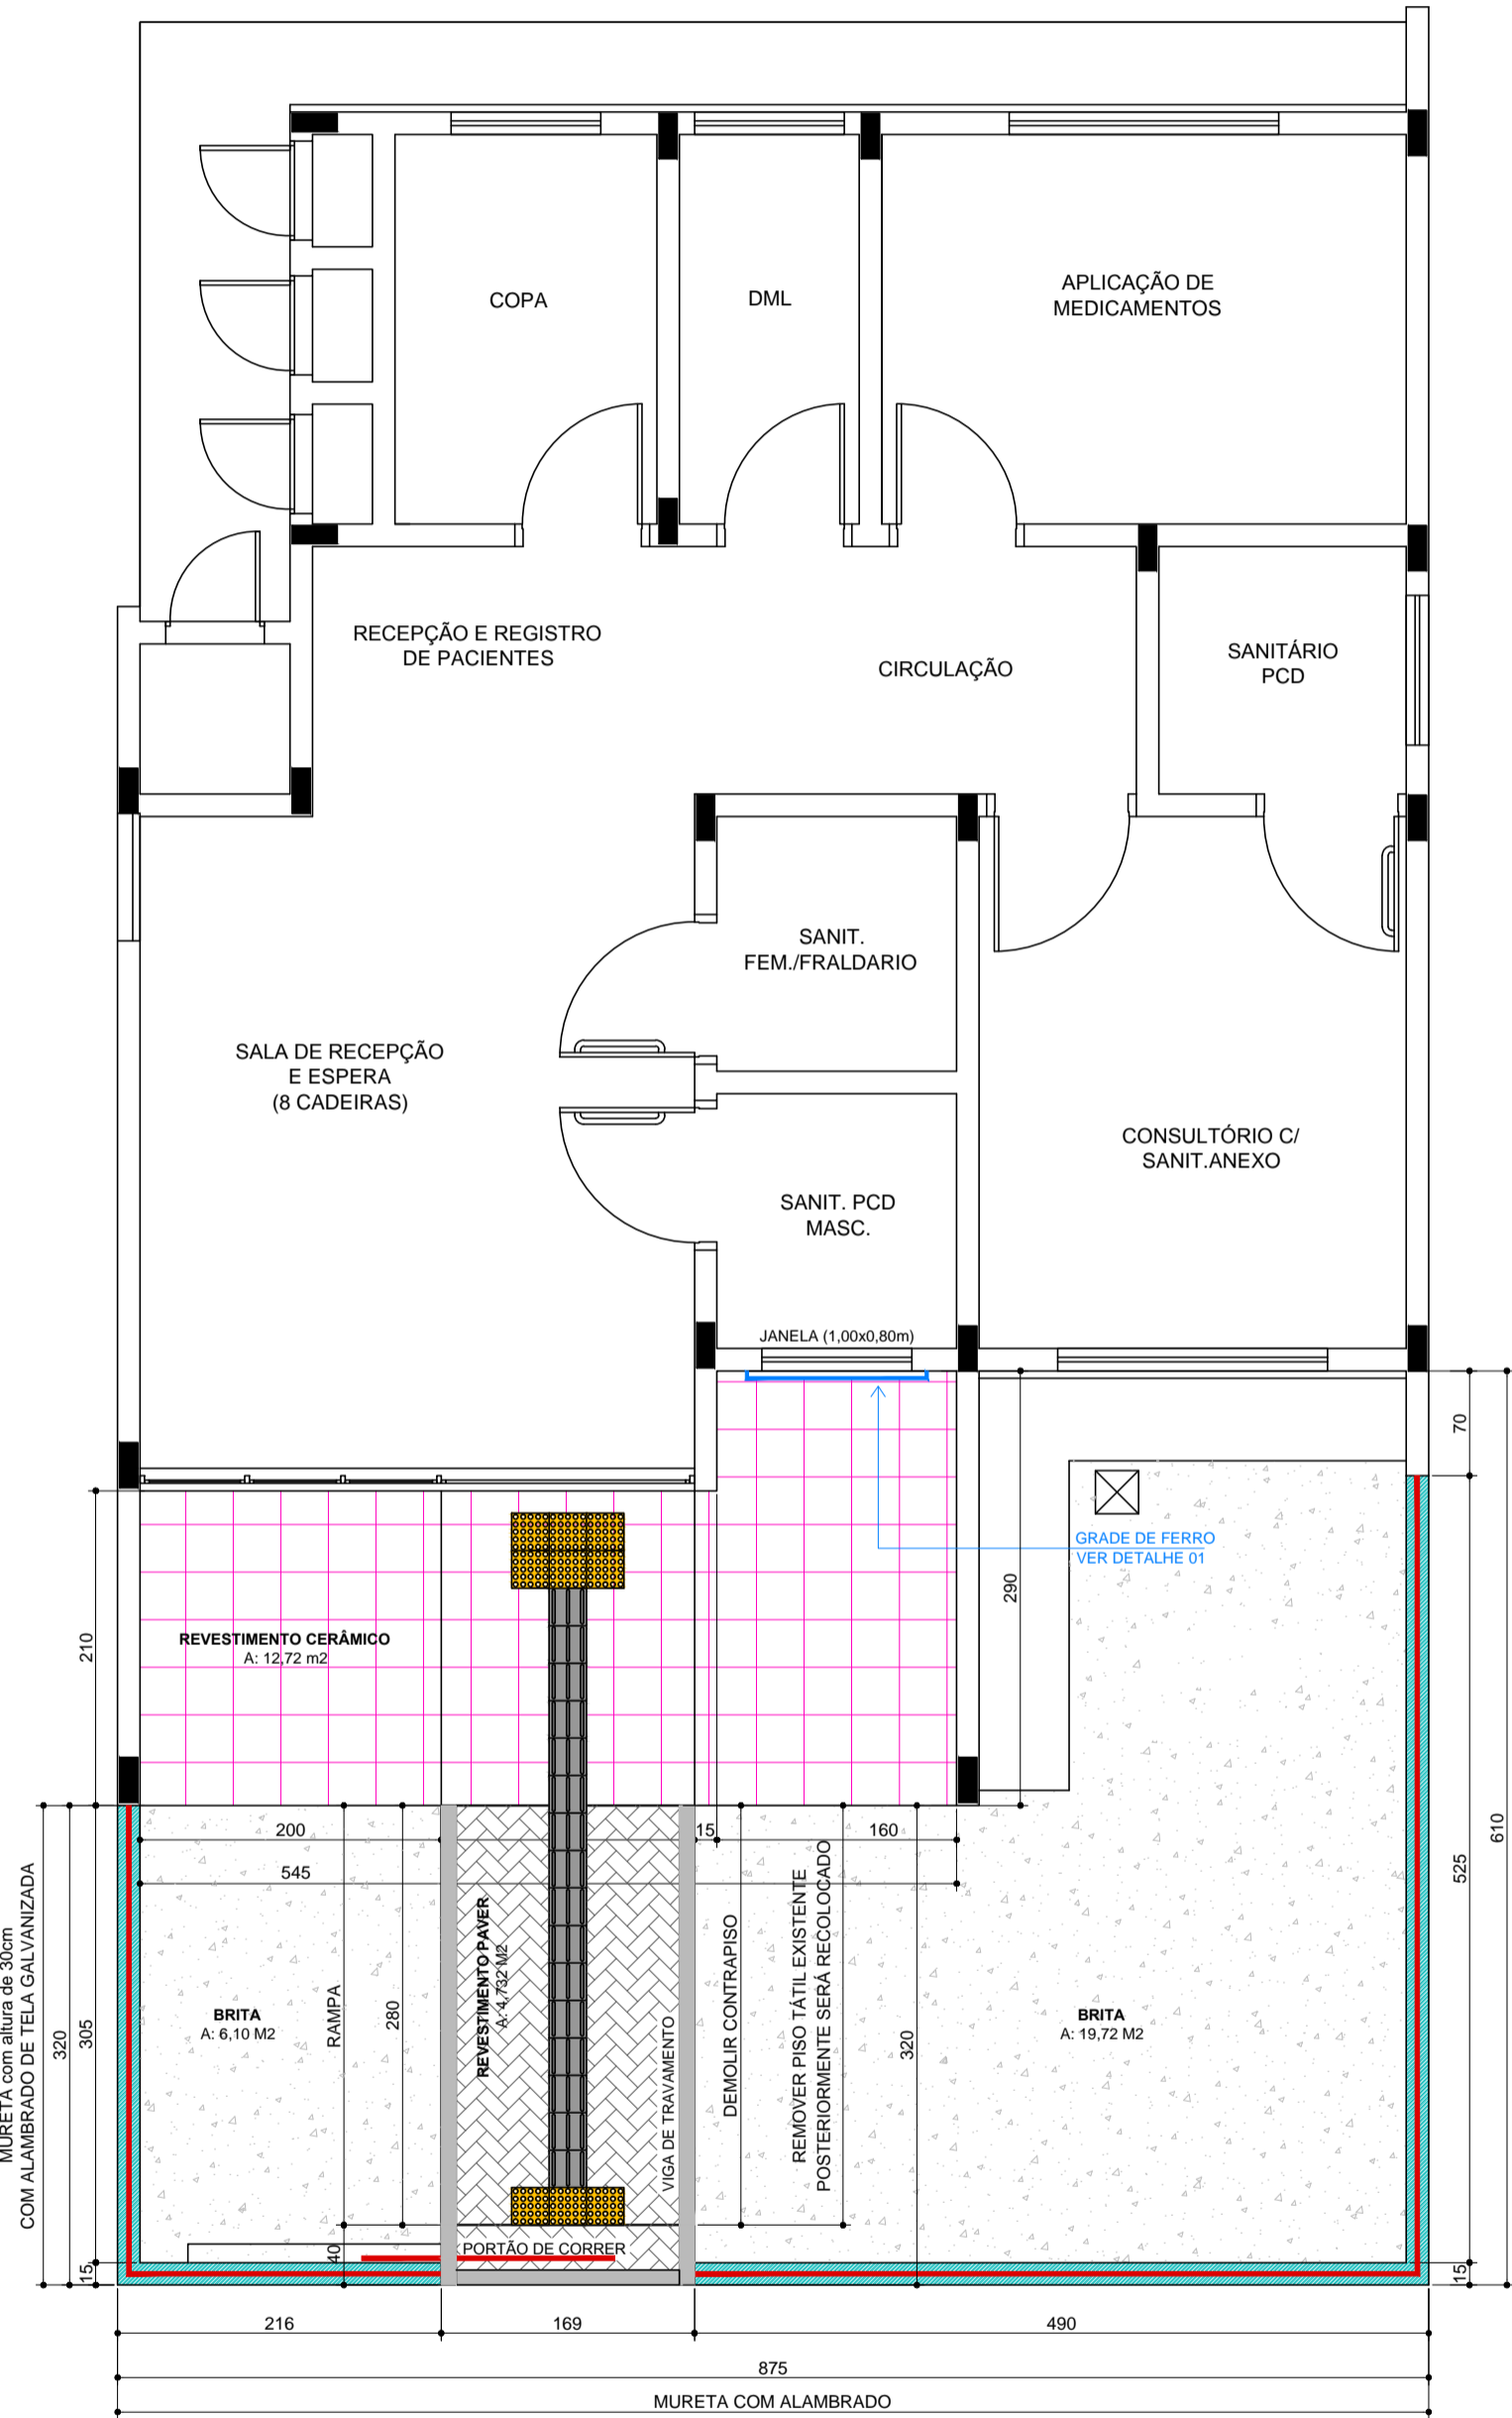 COPA
DML
APLICAÇÃO DE
MEDICAMENTOS
RECEPÇÃO E REGISTRO
DE PACIENTES
CIRCULAÇÃO
SANITÁRIO
PCD
SANIT.
FEM./FRALDARIO
SALA DE RECEPÇÃO
E ESPERA
(8 CADEIRAS)
CONSULTÓRIO C/
SANIT.ANEXO
SANIT. PCD
MASC.
JANELA (1,00x0,80m)
70
GRADE DE FERRO
VER DETALHE 01
290
210
REVESTIMENTO CERÂMICO
A: 12,72 m2
610
525
200
15
160
545
MURETA com altura de 30cm
COM ALAMBRADO DE TELA GALVANIZADA
320
305
BRITA
A: 6,10 M2
RAMPA
280
REVESTIMENTO PAVER
A: 4,732 M2
VIGA DE TRAVAMENTO
DEMOLIR CONTRAPISO
REMOVER PISO TÁTIL EXISTENTE
POSTERIORMENTE SERÁ RECOLOCADO
320
BRITA
A: 19,72 M2
40
PORTÃO DE CORRER
15
15
216
169
490
875
MURETA COM ALAMBRADO